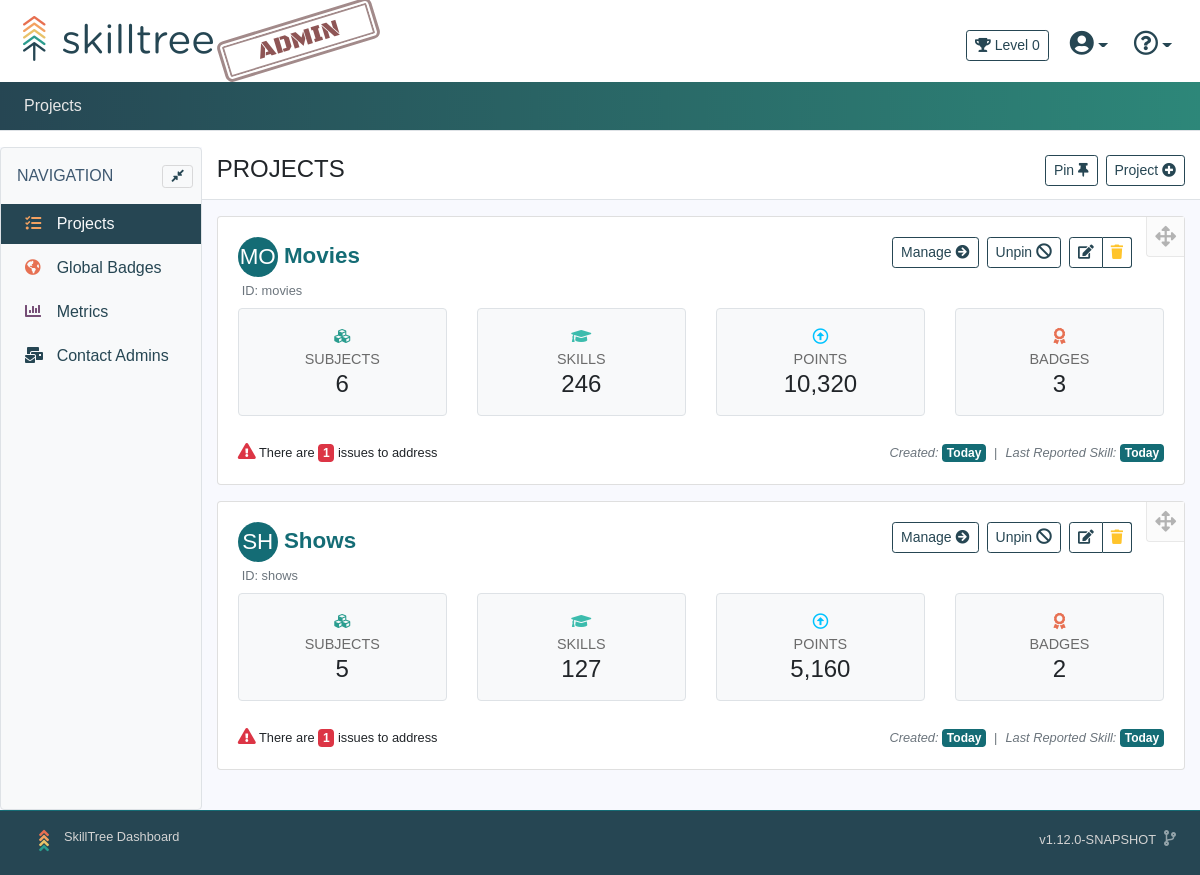 skilltree
ADMIN
Level 0
Projects
NAVIGATION
Projects
Global Badges
Metrics
Contact Admins
PROJECTS
Pin
Project
MO Movies
Manage
Unpin
ID: movies
SUBJECTS
6
SKILLS
246
POINTS
10,320
BADGES
3
There are 1 issues to address
Created: Today | Last Reported Skill: Today
SH Shows
Manage
Unpin
ID: shows
SUBJECTS
5
SKILLS
127
POINTS
5,160
BADGES
2
There are 1 issues to address
Created: Today | Last Reported Skill: Today
SkillTree Dashboard
v1.12.0-SNAPSHOT